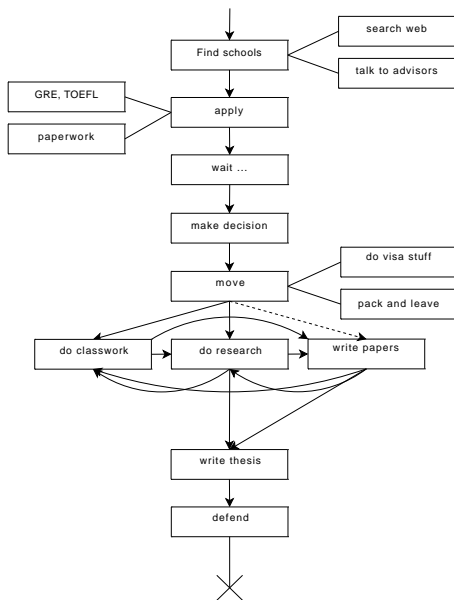 search web
Find schools
talk to advisors
GRE, TOEFL
apply
paperwork
wait ...
make decision
do visa stuff
move
pack and leave
do classwork
do research
write papers
write thesis
defend